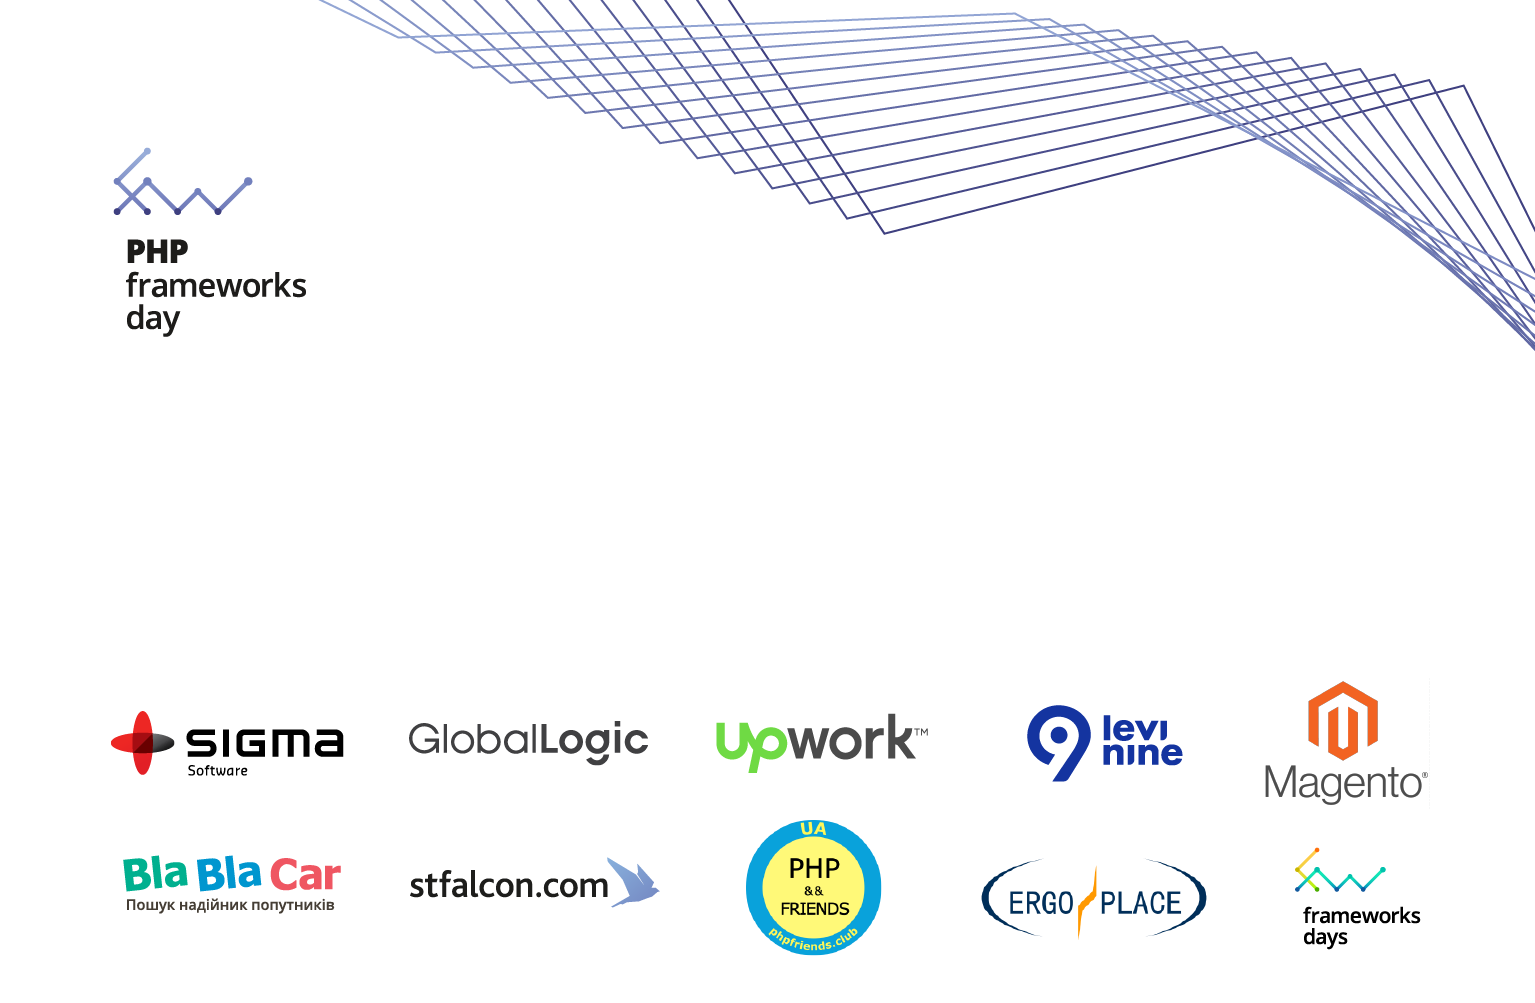 PHP
frameworks
day
SIGMA
Software
GlobalLogic
upwork™
9 levi
nine
Magento®
Bla Bla Car
Пошук надійник попутників
stfalcon.com
UA
PHP
&&
FRIENDS
phpfriends.club
ERGO PLACE
frameworks
days